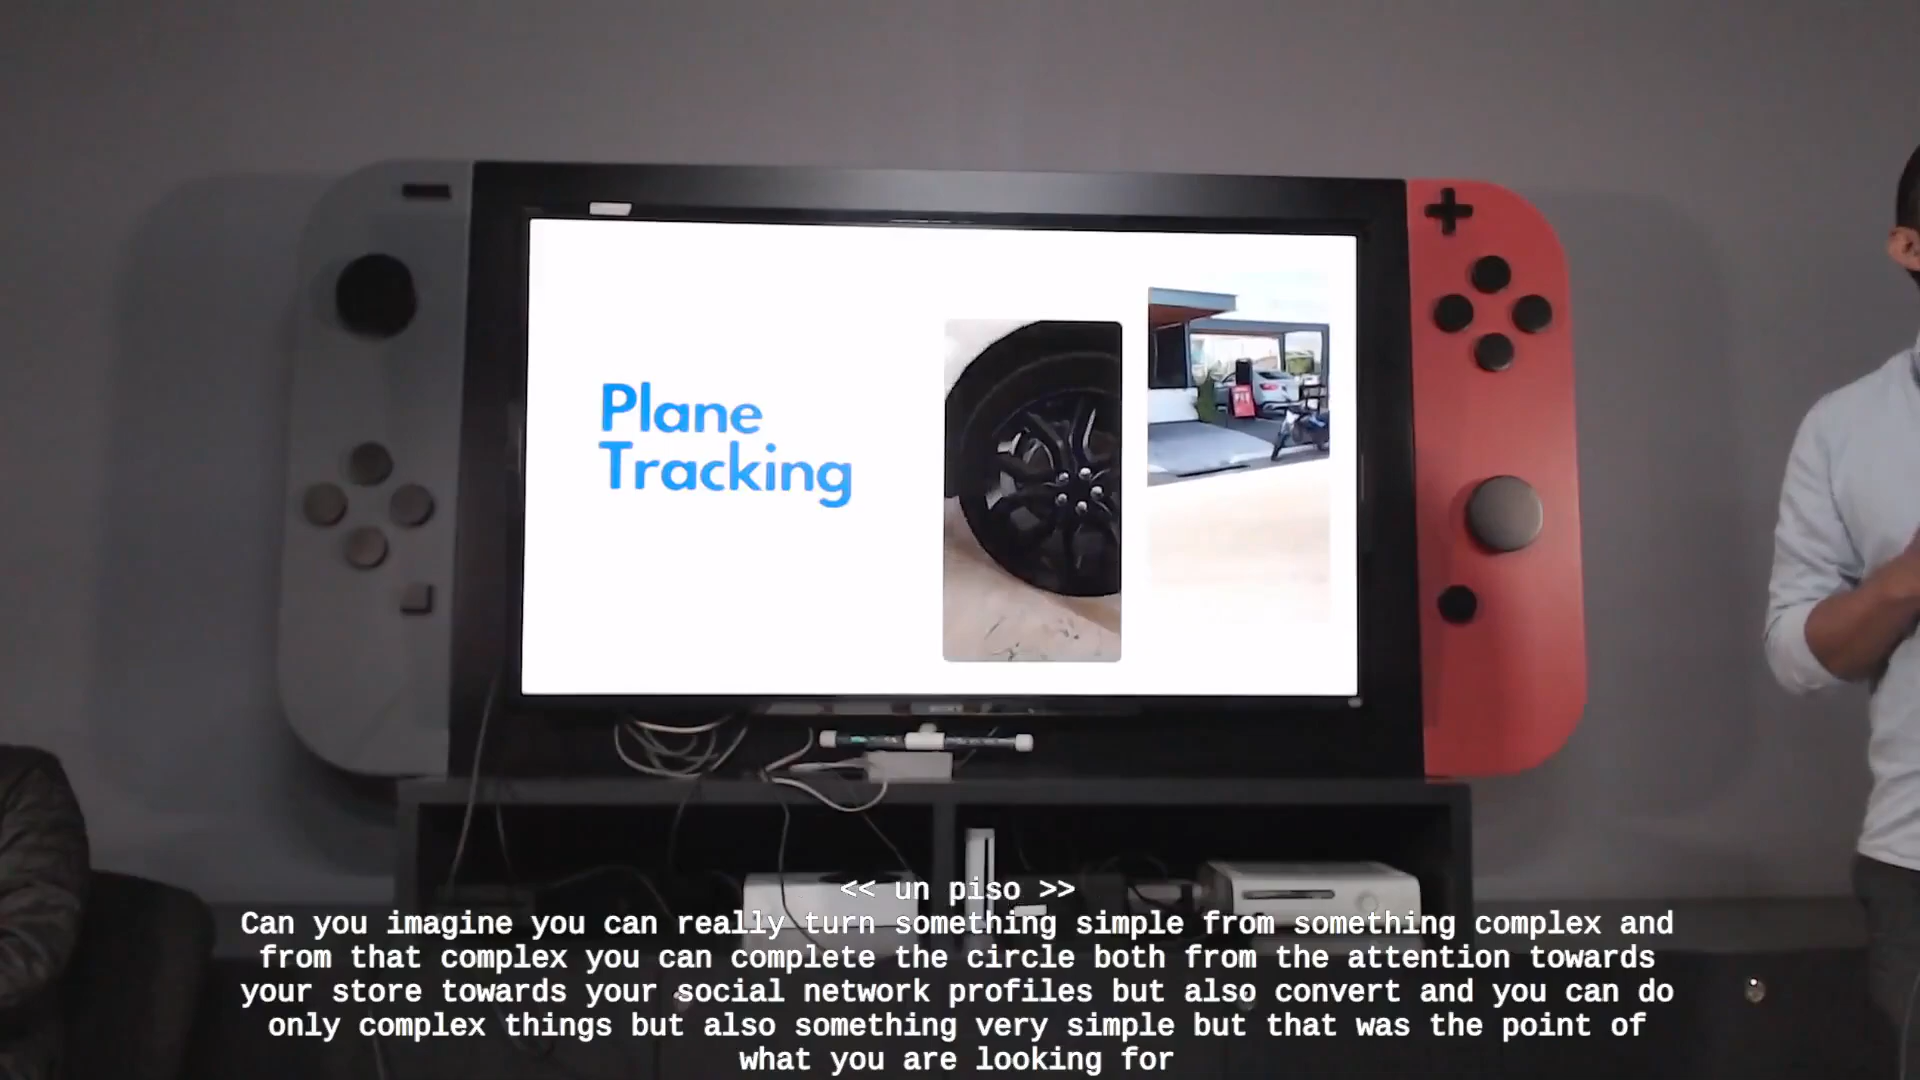 Plane
Tracking
<< un piso >>
Can you imagine you can really turn something simple from something complex and
from that complex you can complete the circle both from the attention towards
your store towards your social network profiles but also convert and you can do
only complex things but also something very simple but that was the point of
what you are looking for